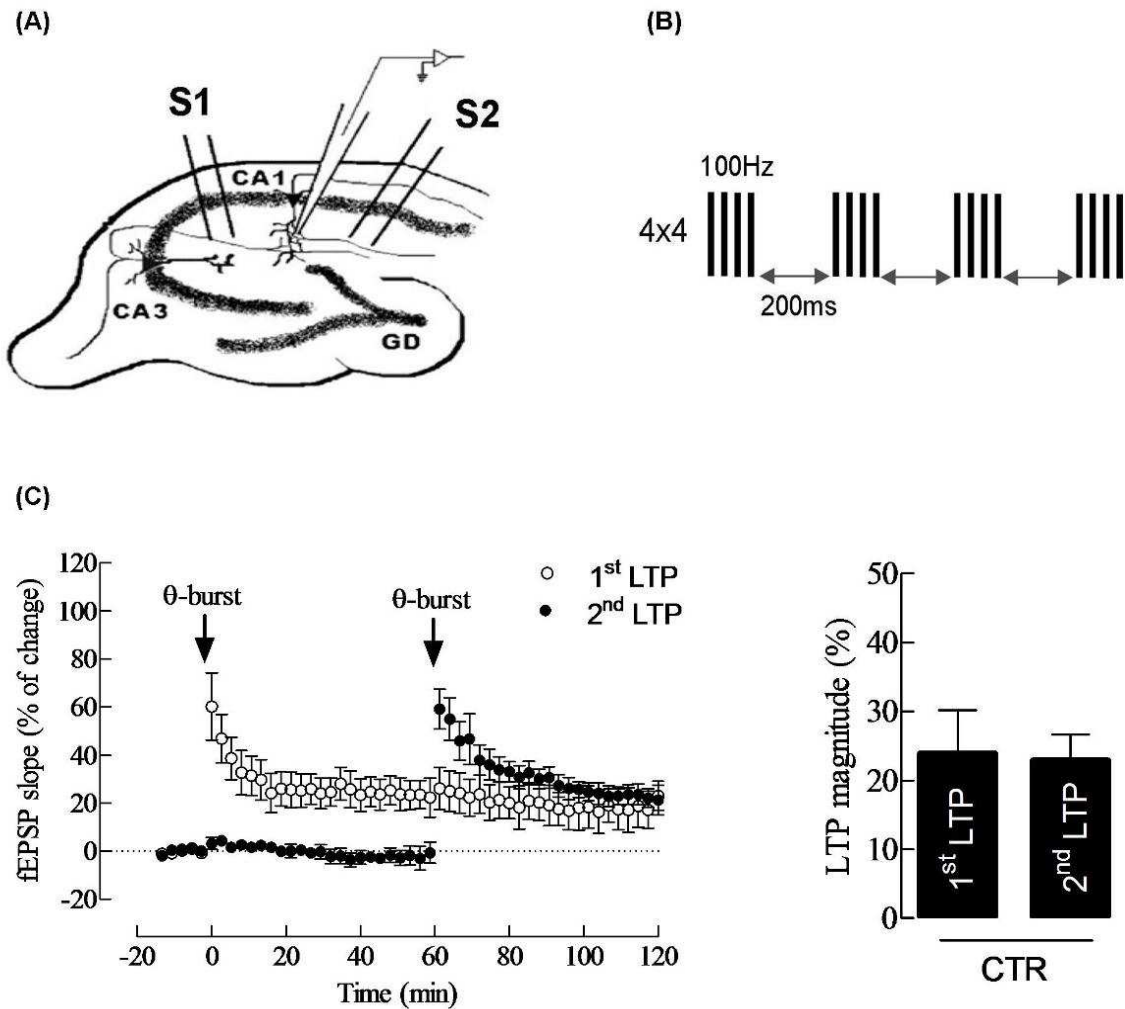 (A)
S1
S2
CA1
CA3
GD
(B)
100Hz
4x4
200ms
(C)
fEPSP slope (% of change)
120
100
80
60
40
20
0
-20
θ-burst
θ-burst
1st LTP
2nd LTP
-20 0 20 40 60 80 100 120
Time (min)
LTP magnitude (%)
50
40
30
20
10
0
1st LTP
2nd LTP
CTR